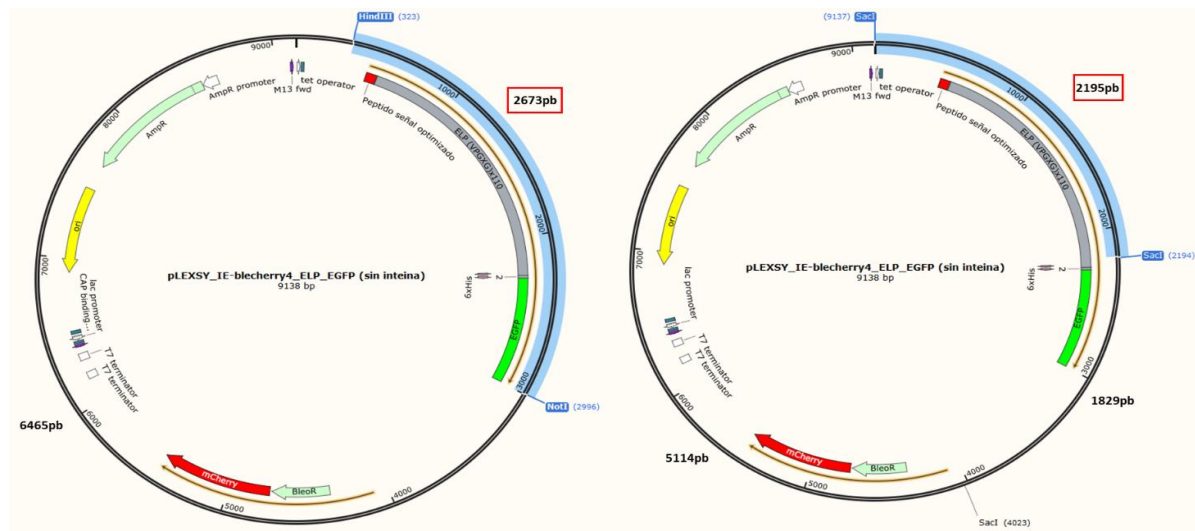 HindIII (323)
9000
1000
2000
3000
4000
5000
6000
7000
8000
AmpR promoter
M13 fwd
tet operator
Peptido señal optimizado
2673pb
AmpR
ELP (VPGXG)x110
ori
pLEXSY_IE-blecherry4_ELP_EGFP (sin inteina)
9138 bp
6xHis
2
EGFP
CAP binding...
lac promoter
T7 terminator
T7 terminator
NotI (2996)
6465pb
mCherry
BleoR
(9137) SacI
9000
1000
2000
3000
4000
5000
6000
7000
8000
AmpR promoter
M13 fwd
tet operator
Peptido señal optimizado
2195pb
AmpR
ELP (VPGXG)x110
ori
SacI (2194)
pLEXSY_IE-blecherry4_ELP_EGFP (sin inteina)
9138 bp
6xHis
2
EGFP
CAP binding...
lac promoter
T7 terminator
T7 terminator
1829pb
5114pb
mCherry
BleoR
SacI (4023)